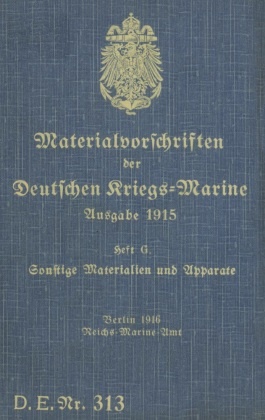 Materialvorschriften
der
Deutschen Kriegs=Marine
Ausgabe 1915
Heft G.
Sonstige Materialien und Apparate
Berlin 1916
Reichs=Marine=Amt
D. E. Nr. 313